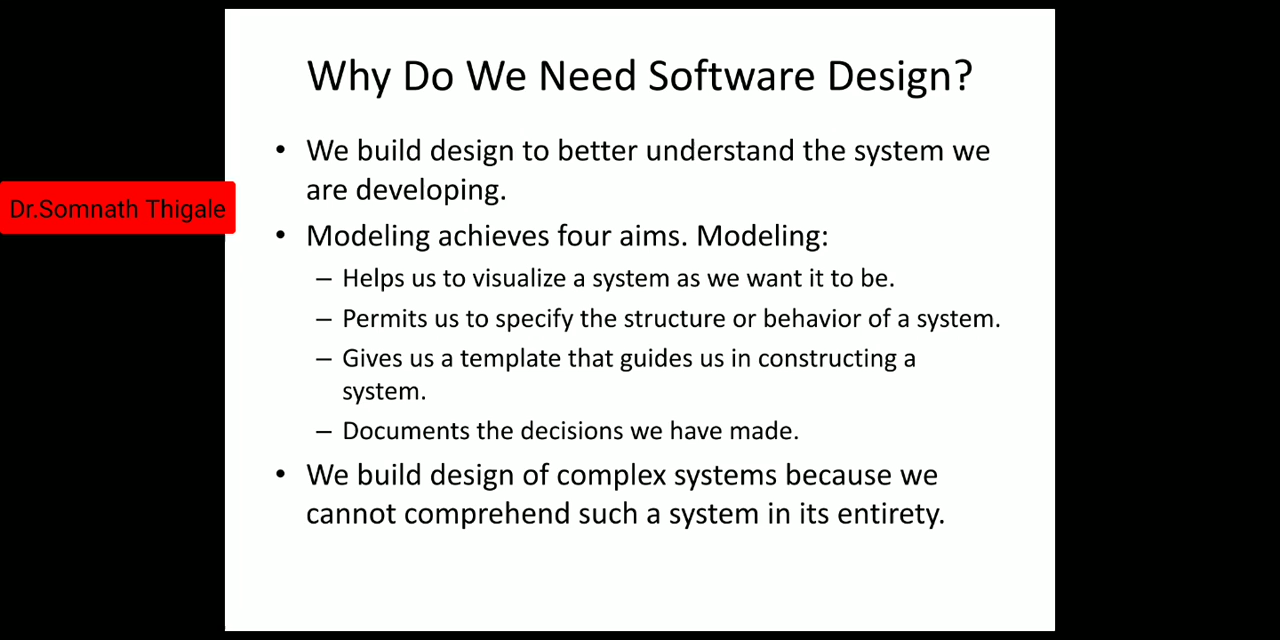 Why Do We Need Software Design?
• We build design to better understand the system we
are developing.
Dr.Somnath Thigale
• Modeling achieves four aims. Modeling:
– Helps us to visualize a system as we want it to be.
– Permits us to specify the structure or behavior of a system.
– Gives us a template that guides us in constructing a
system.
– Documents the decisions we have made.
• We build design of complex systems because we
cannot comprehend such a system in its entirety.